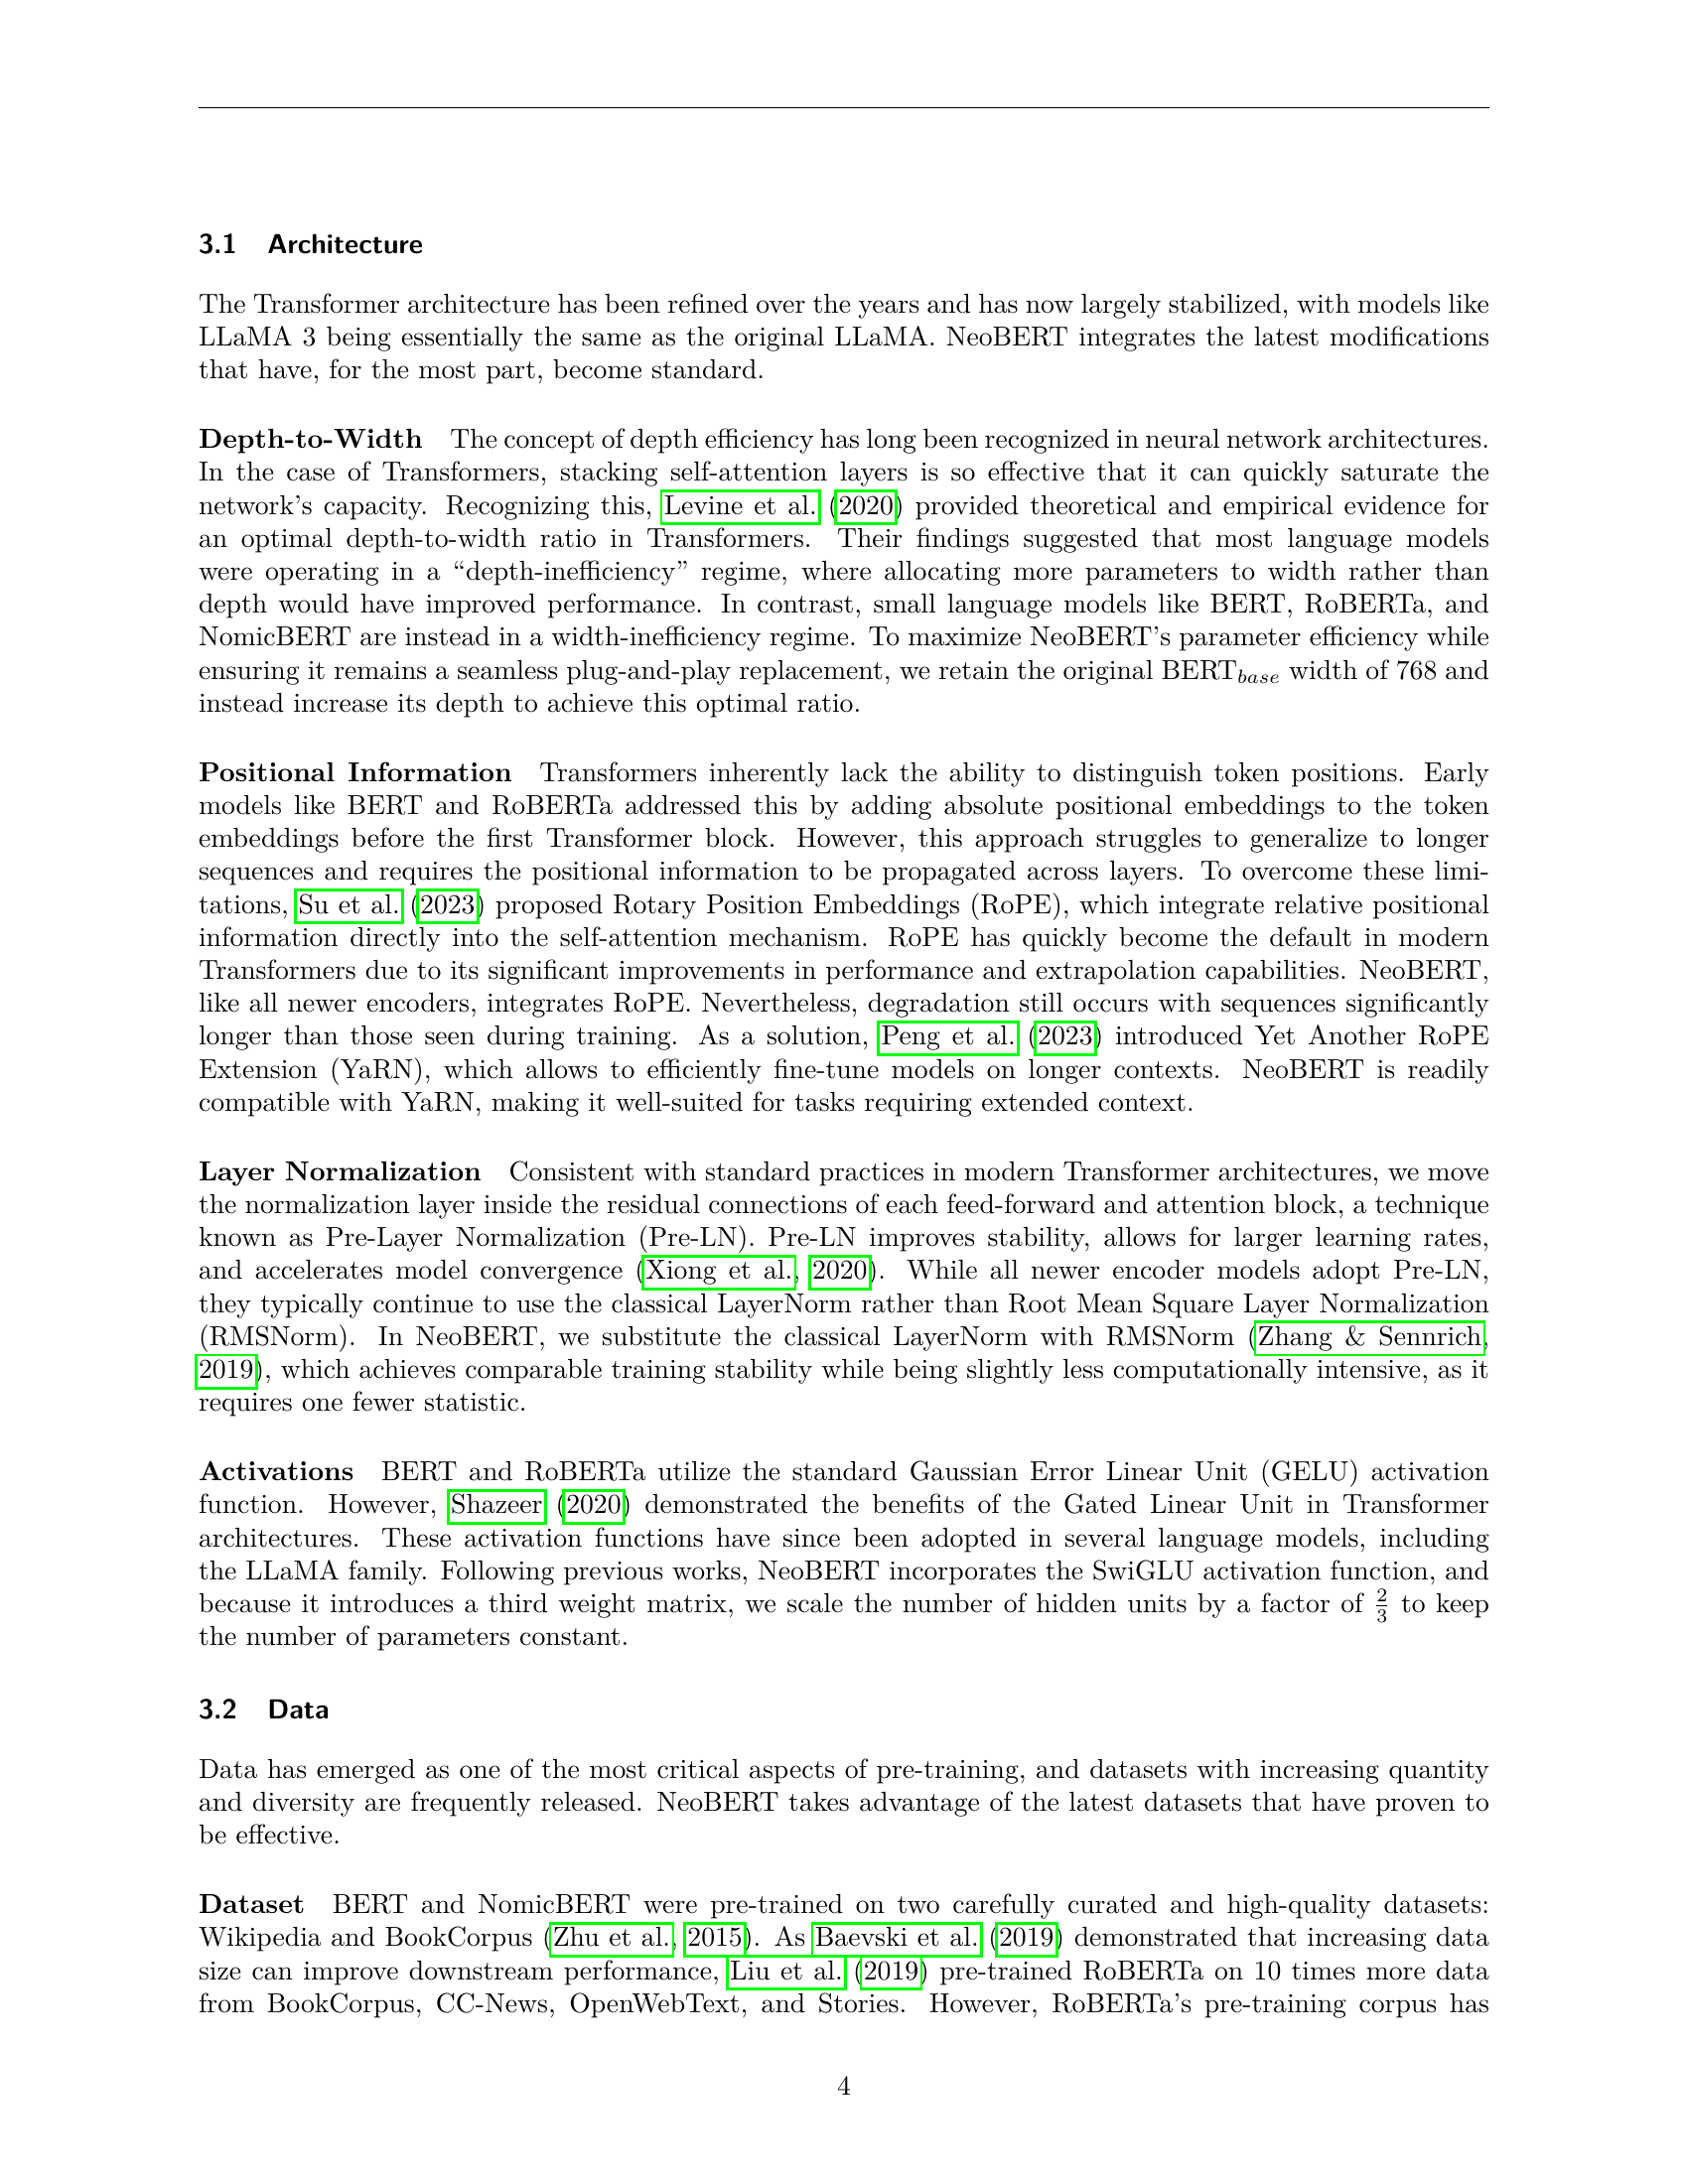 3.1 Architecture
The Transformer architecture has been refined over the years and has now largely stabilized, with models like
LLaMA 3 being essentially the same as the original LLaMA. NeoBERT integrates the latest modifications
that have, for the most part, become standard.
Depth-to-Width The concept of depth efficiency has long been recognized in neural network architectures.
In the case of Transformers, stacking self-attention layers is so effective that it can quickly saturate the
network's capacity. Recognizing this, Levine et al. (2020) provided theoretical and empirical evidence for
an optimal depth-to-width ratio in Transformers. Their findings suggested that most language models
were operating in a “depth-inefficiency” regime, where allocating more parameters to width rather than
depth would have improved performance. In contrast, small language models like BERT, RoBERTa, and
NomicBERT are instead in a width-inefficiency regime. To maximize NeoBERT's parameter efficiency while
ensuring it remains a seamless plug-and-play replacement, we retain the original BERT_base width of 768 and
instead increase its depth to achieve this optimal ratio.
Positional Information Transformers inherently lack the ability to distinguish token positions. Early
models like BERT and RoBERTa addressed this by adding absolute positional embeddings to the token
embeddings before the first Transformer block. However, this approach struggles to generalize to longer
sequences and requires the positional information to be propagated across layers. To overcome these limi-
tations, Su et al. (2023) proposed Rotary Position Embeddings (RoPE), which integrate relative positional
information directly into the self-attention mechanism. RoPE has quickly become the default in modern
Transformers due to its significant improvements in performance and extrapolation capabilities. NeoBERT,
like all newer encoders, integrates RoPE. Nevertheless, degradation still occurs with sequences significantly
longer than those seen during training. As a solution, Peng et al. (2023) introduced Yet Another RoPE
Extension (YaRN), which allows to efficiently fine-tune models on longer contexts. NeoBERT is readily
compatible with YaRN, making it well-suited for tasks requiring extended context.
Layer Normalization Consistent with standard practices in modern Transformer architectures, we move
the normalization layer inside the residual connections of each feed-forward and attention block, a technique
known as Pre-Layer Normalization (Pre-LN). Pre-LN improves stability, allows for larger learning rates,
and accelerates model convergence (Xiong et al., 2020). While all newer encoder models adopt Pre-LN,
they typically continue to use the classical LayerNorm rather than Root Mean Square Layer Normalization
(RMSNorm). In NeoBERT, we substitute the classical LayerNorm with RMSNorm (Zhang & Sennrich,
2019), which achieves comparable training stability while being slightly less computationally intensive, as it
requires one fewer statistic.
Activations BERT and RoBERTa utilize the standard Gaussian Error Linear Unit (GELU) activation
function. However, Shazeer (2020) demonstrated the benefits of the Gated Linear Unit in Transformer
architectures. These activation functions have since been adopted in several language models, including
the LLaMA family. Following previous works, NeoBERT incorporates the SwiGLU activation function, and
because it introduces a third weight matrix, we scale the number of hidden units by a factor of 2/3 to keep
the number of parameters constant.
3.2 Data
Data has emerged as one of the most critical aspects of pre-training, and datasets with increasing quantity
and diversity are frequently released. NeoBERT takes advantage of the latest datasets that have proven to
be effective.
Dataset BERT and NomicBERT were pre-trained on two carefully curated and high-quality datasets:
Wikipedia and BookCorpus (Zhu et al., 2015). As Baevski et al. (2019) demonstrated that increasing data
size can improve downstream performance, Liu et al. (2019) pre-trained RoBERTa on 10 times more data
from BookCorpus, CC-News, OpenWebText, and Stories. However, RoBERTa's pre-training corpus has
4